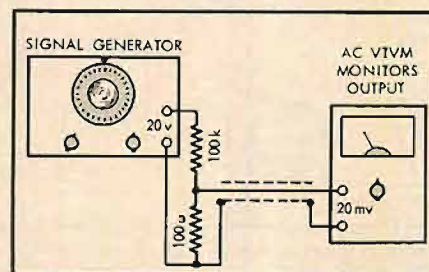 SIGNAL GENERATOR
AC VTVM
MONITORS
OUTPUT
20 v
100 k
20 mv
100